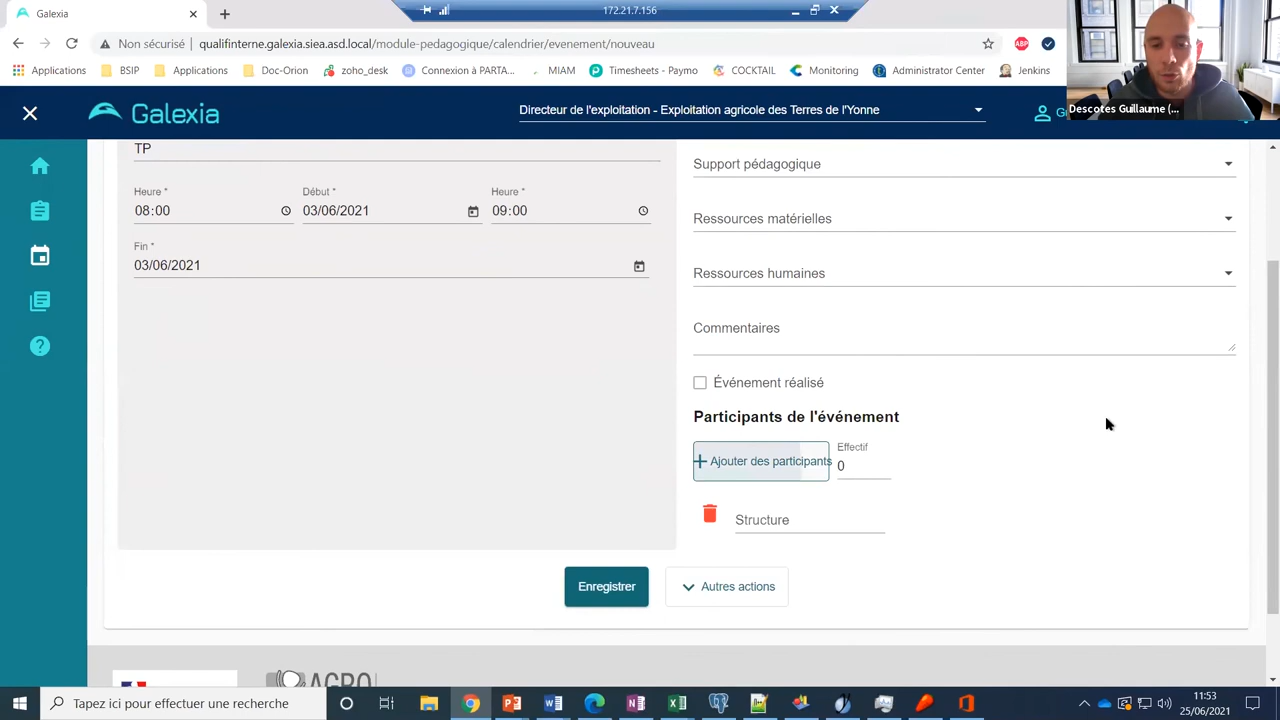 Galexia
172.21.7.156
Non sécurisé
qualifinterne.galexia.siea.asd.local/module-pedagogique/calendrier/evenement/nouveau
ABP
Applications
BSIP
Applications
Doc-Orion
zoho_desk
Connexion à PARTA...
MIAM
Timesheets - Paymo
COCKTAIL
Monitoring
Administrator Center
Jenkins
Descotes Guillaume (...
Galexia
Directeur de l'exploitation - Exploitation agricole des Terres de l'Yonne
TP
Heure *
08:00
Début *
03/06/2021
Heure *
09:00
Fin *
03/06/2021
Support pédagogique
Ressources matérielles
Ressources humaines
Commentaires
Événement réalisé
Participants de l'événement
Ajouter des participants
Effectif
0
Structure
Enregistrer
Autres actions
Tapez ici pour effectuer une recherche
11:53
25/06/2021